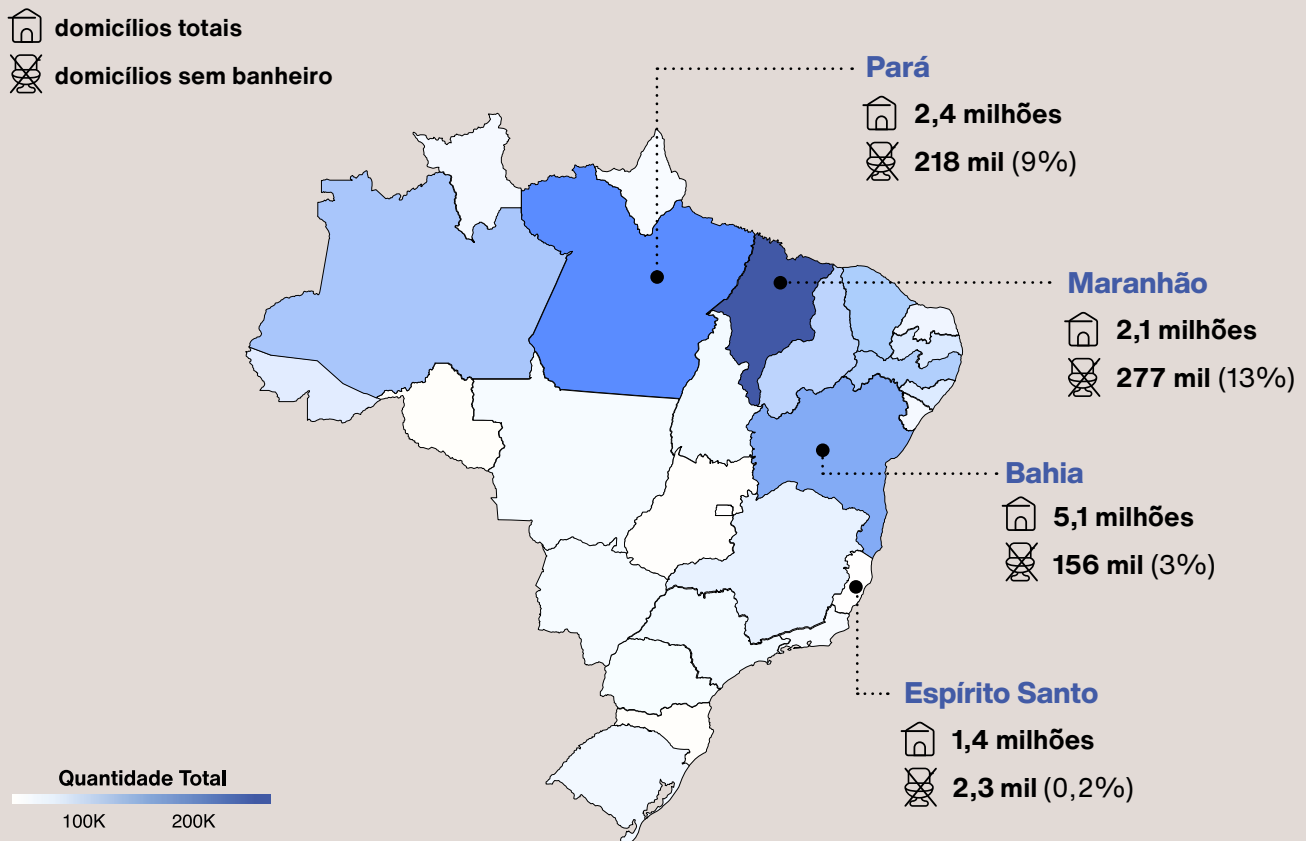 domicílios totais
domicílios sem banheiro
Pará
2,4 milhões
218 mil (9%)
Maranhão
2,1 milhões
277 mil (13%)
Bahia
5,1 milhões
156 mil (3%)
Espírito Santo
1,4 milhões
2,3 mil (0,2%)
Quantidade Total
100K 200K